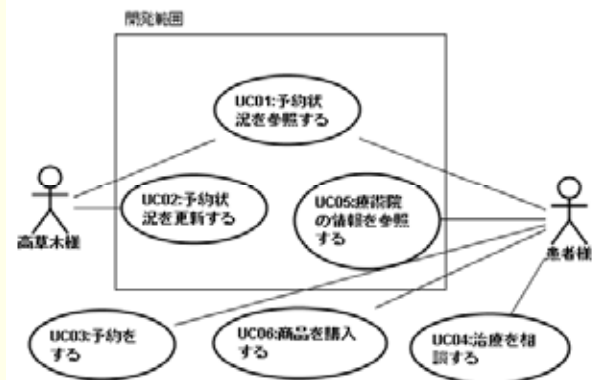 開発範囲
UC01:予約状
況を参照する
UC02:予約状
況を更新する
UC05:療術院
の情報を参照
する
高草木様
患者様
UC03:予約を
する
UC06:商品を購入
する
UC04:治療を相
談する